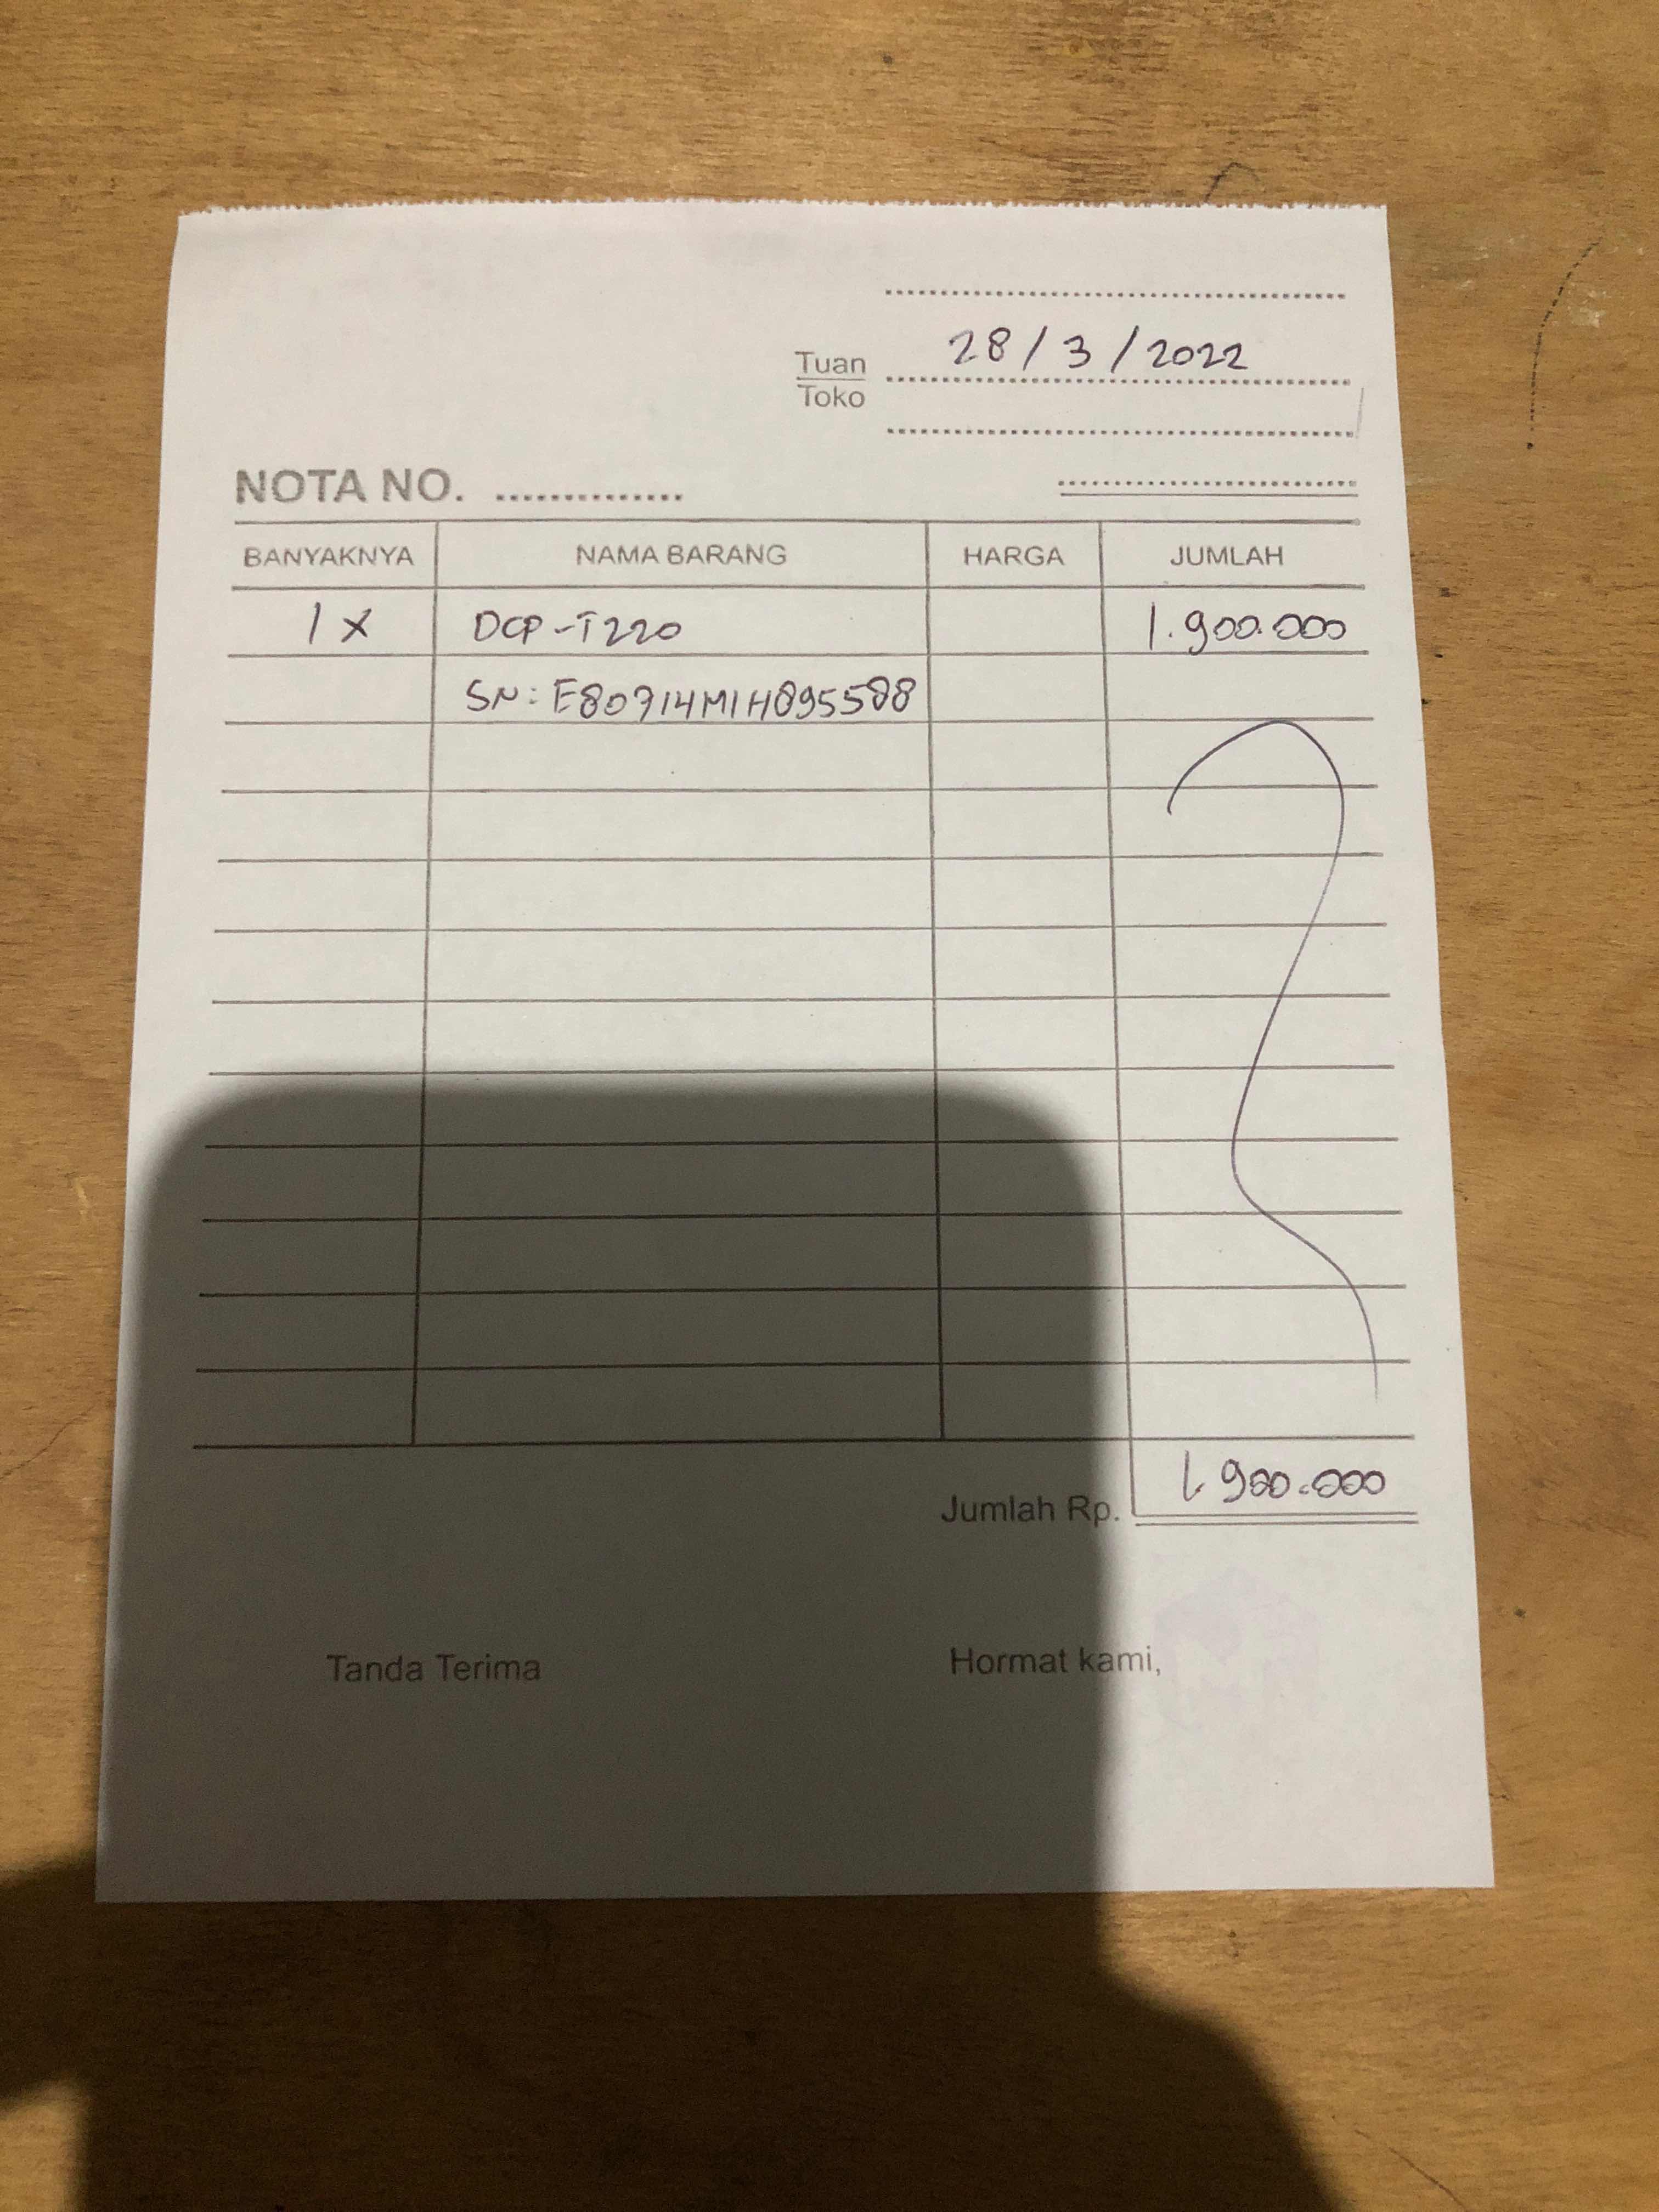 28/3/2022
Tuan
Toko
NOTA NO. ..............
BANYAKNYA NAMA BARANG HARGA JUMLAH
1 X DCP-T220 1.900.000
SN: E80714M1H895588
Jumlah Rp. 1.900.000
Tanda Terima Hormat kami,